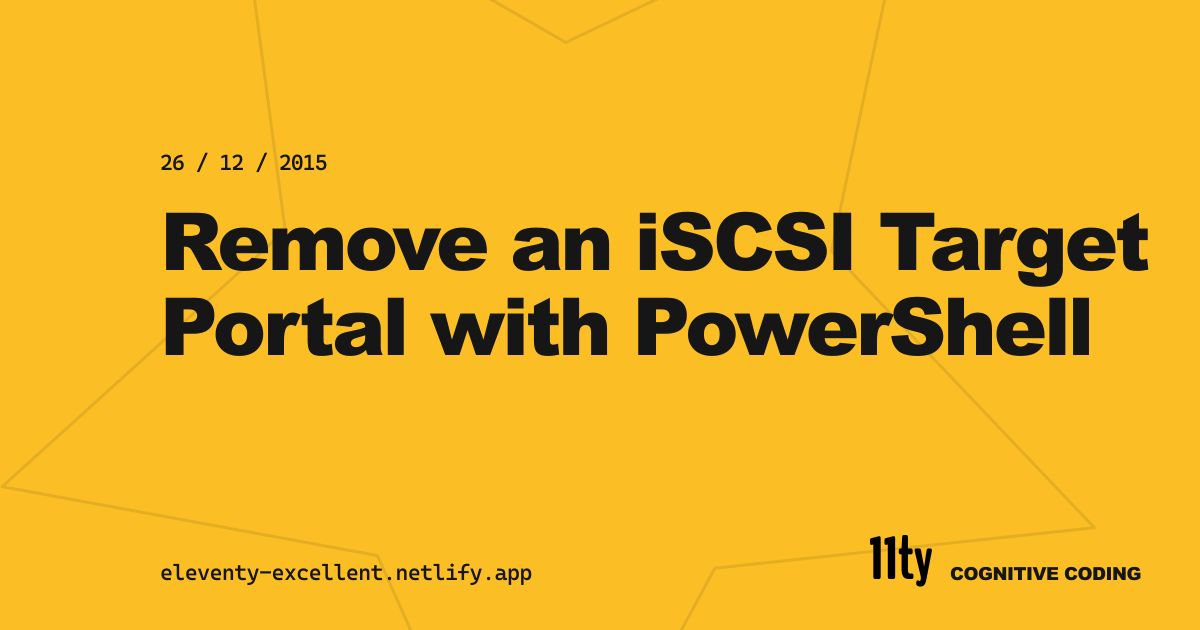 26 / 12 / 2015
Remove an iSCSI Target
Portal with PowerShell
eleventy-excellent.netlify.app
11ty COGNITIVE CODING